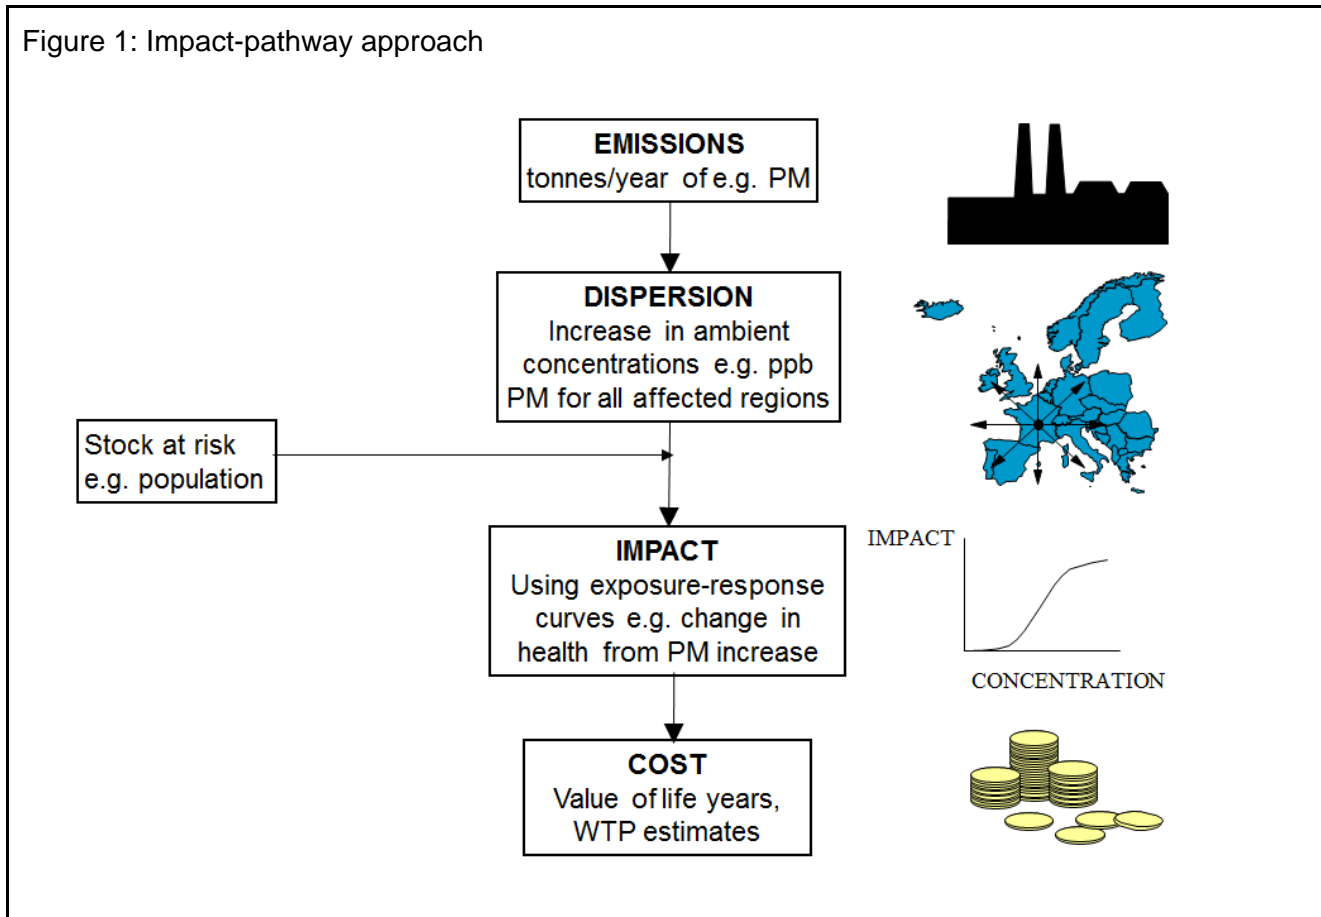 Figure 1: Impact-pathway approach
EMISSIONS
tonnes/year of e.g. PM
DISPERSION
Increase in ambient
concentrations e.g. ppb
PM for all affected regions
Stock at risk
e.g. population
IMPACT
Using exposure-response
curves e.g. change in
health from PM increase
IMPACT
CONCENTRATION
COST
Value of life years,
WTP estimates